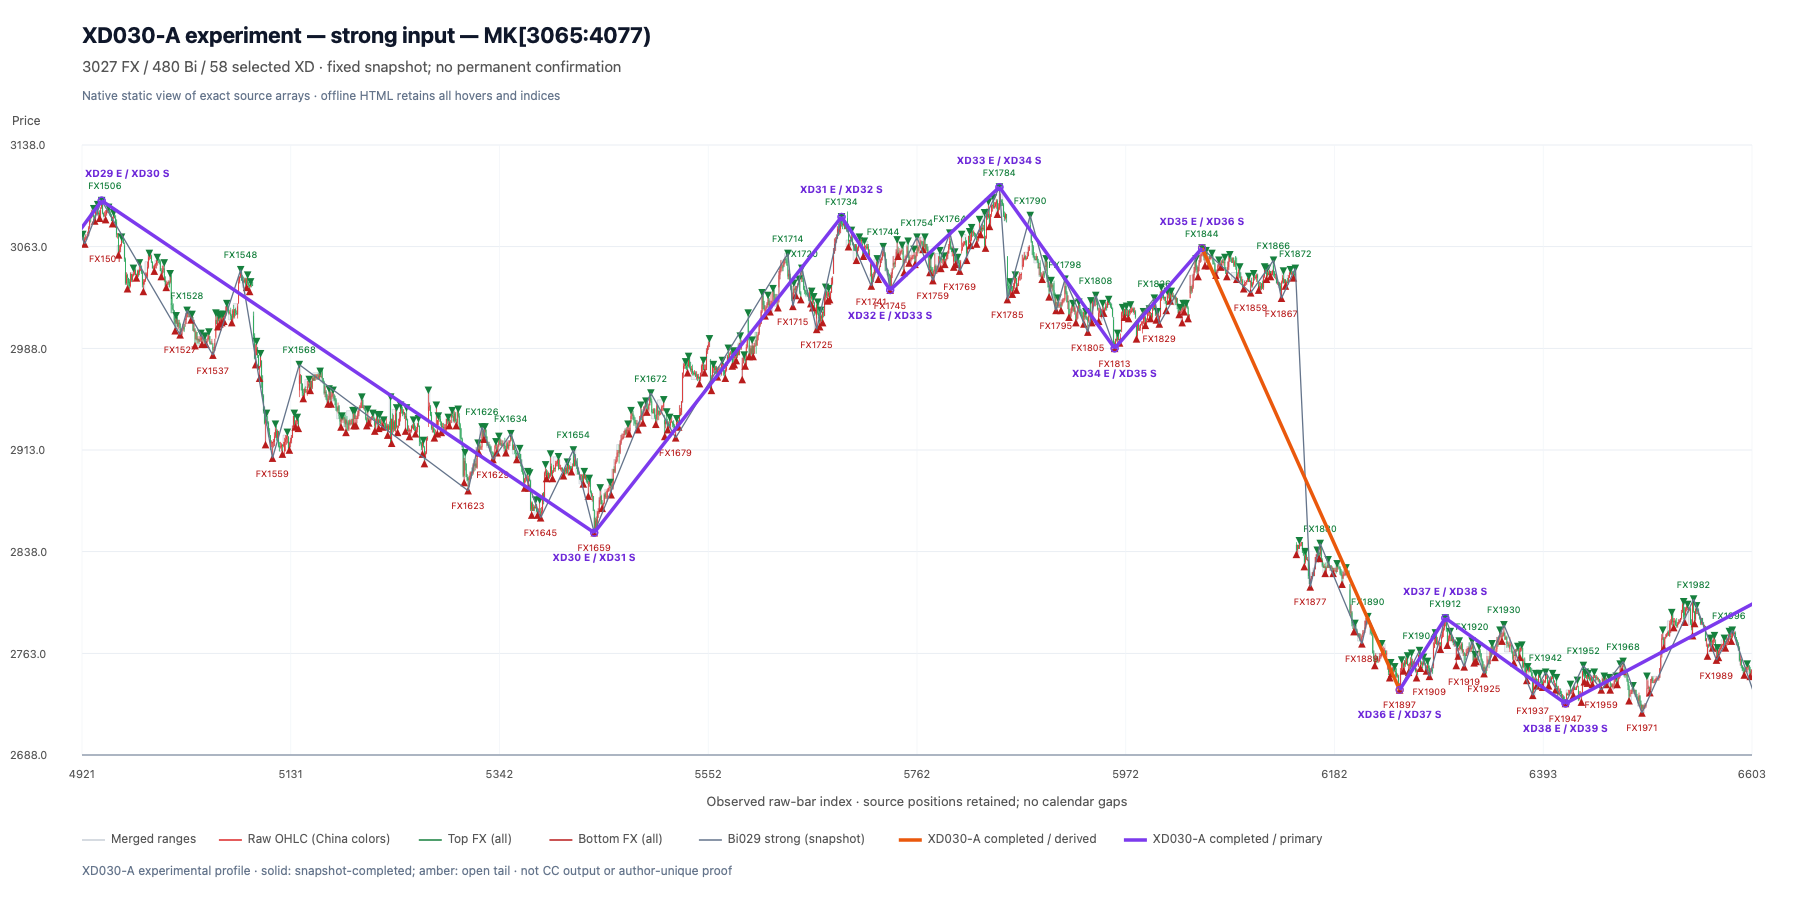 XD030-A experiment — strong input — MK[3065:4077)
3027 FX / 480 Bi / 58 selected XD · fixed snapshot; no permanent confirmation
Native static view of exact source arrays · offline HTML retains all hovers and indices
Price
3138.0
XD33 E / XD34 S
XD29 E / XD30 S
FX1784
FX1506
XD31 E / XD32 S
FX1734
FX1790
XD35 E / XD36 S
FX1754
FX1744
FX1844
FX1714
3063.0
FX1866
FX1548
FX1872
FX1798
FX1808
FX1769
FX1528
FX1759
FX1745
FX1859
XD32 E / XD33 S
FX1785
FX1867
FX1715
FX1795
FX1829
FX1725
2988.0
FX1568
FX1805
FX1537
FX1813
XD34 E / XD35 S
FX1672
FX1626
FX1634
FX1654
2913.0
FX1679
FX1559
FX1623
FX1645
FX1659
XD30 E / XD31 S
2838.0
FX1982
XD37 E / XD38 S
FX1877
FX1912
FX1930
FX1968
FX1942
FX1952
2763.0
FX1989
FX1909
FX1919
FX1925
FX1897
FX1959
FX1937
XD36 E / XD37 S
FX1947
XD38 E / XD39 S
FX1971
2688.0
4921 5131 5342 5552 5762 5972 6182 6393 6603
Observed raw-bar index · source positions retained; no calendar gaps
Merged ranges Raw OHLC (China colors) Top FX (all) Bottom FX (all) Bi029 strong (snapshot) XD030-A completed / derived XD030-A completed / primary
XD030-A experimental profile · solid: snapshot-completed; amber: open tail · not CC output or author-unique proof